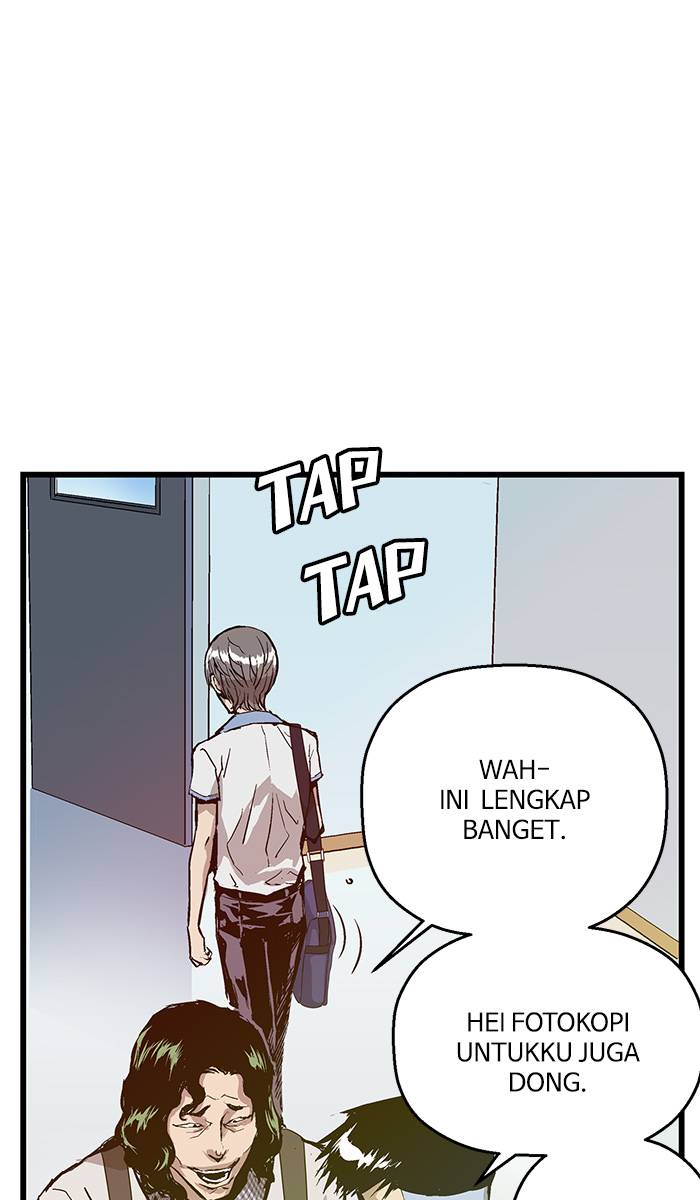 TAP
TAP
WAH-
INI LENGKAP
BANGET.
HEI FOTOKOPI
UNTUKKU JUGA
DONG.